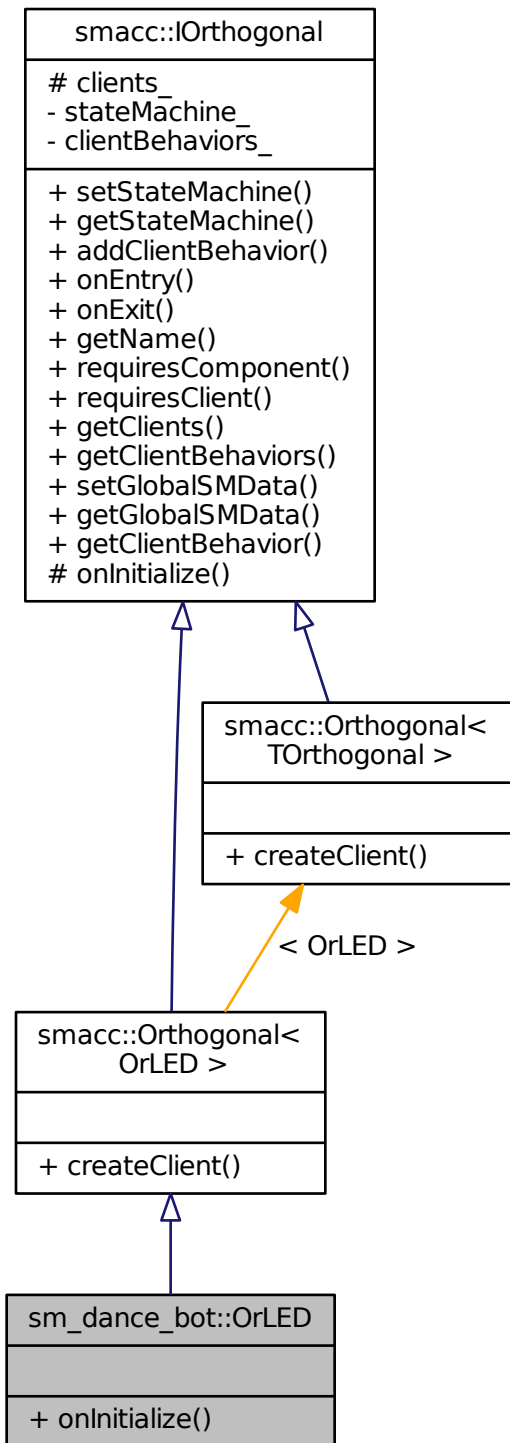 smacc::IOrthogonal
# clients_
- stateMachine_
- clientBehaviors_
+ setStateMachine()
+ getStateMachine()
+ addClientBehavior()
+ onEntry()
+ onExit()
+ getName()
+ requiresComponent()
+ requiresClient()
+ getClients()
+ getClientBehaviors()
+ setGlobalSMData()
+ getGlobalSMData()
+ getClientBehavior()
# onInitialize()
smacc::Orthogonal<
TOrthogonal >
+ createClient()
< OrLED >
smacc::Orthogonal<
OrLED >
+ createClient()
sm_dance_bot::OrLED
+ onInitialize()